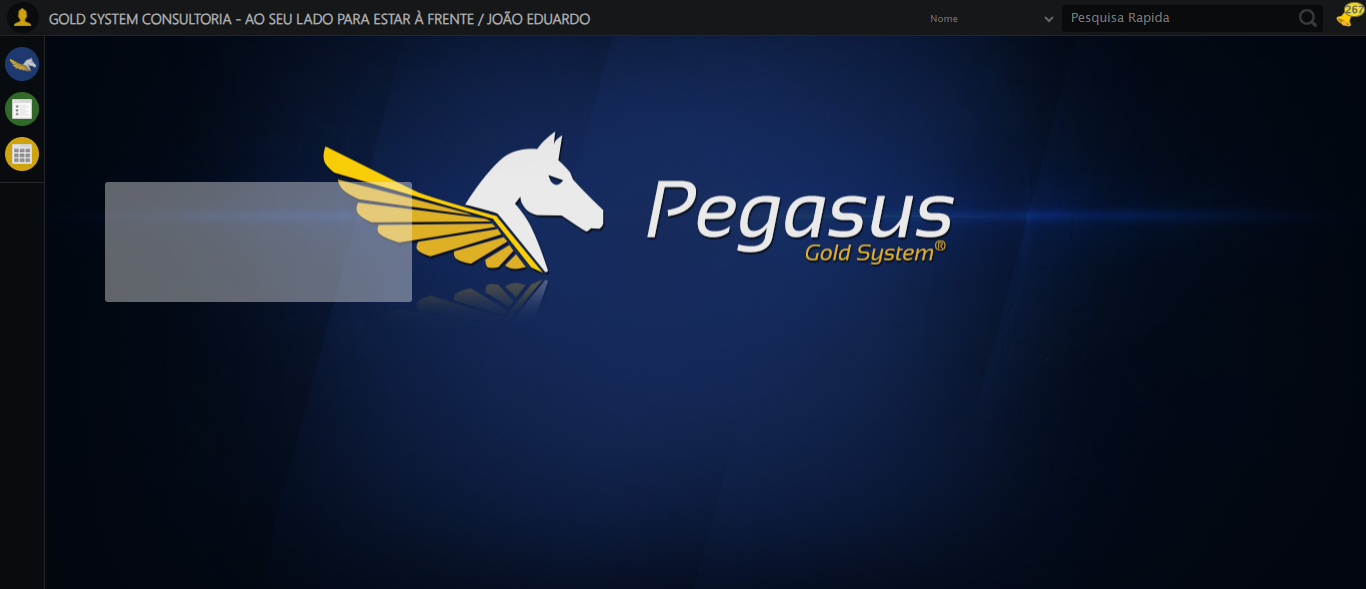 GOLD SYSTEM CONSULTORIA - AO SEU LADO PARA ESTAR À FRENTE / JOÃO EDUARDO
Nome
Pesquisa Rapida
267
Pegasus
Gold System®